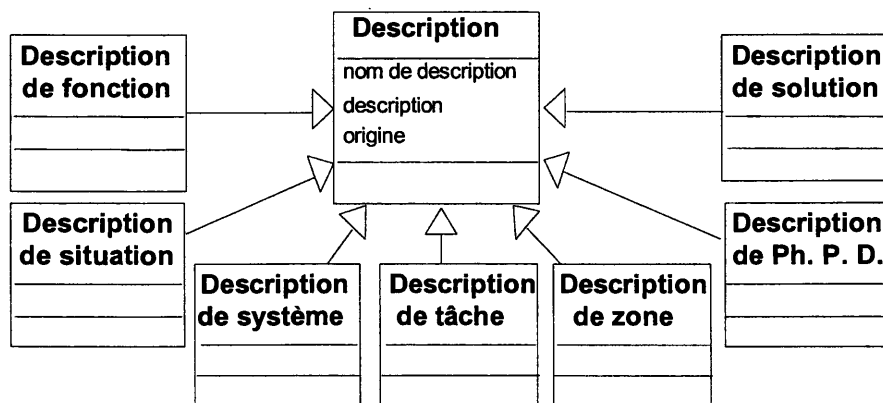 Description
nom de description
description
origine
Description
de fonction
Description
de solution
Description
de situation
Description
de Ph. P. D.
Description
de système
Description
de tâche
Description
de zone